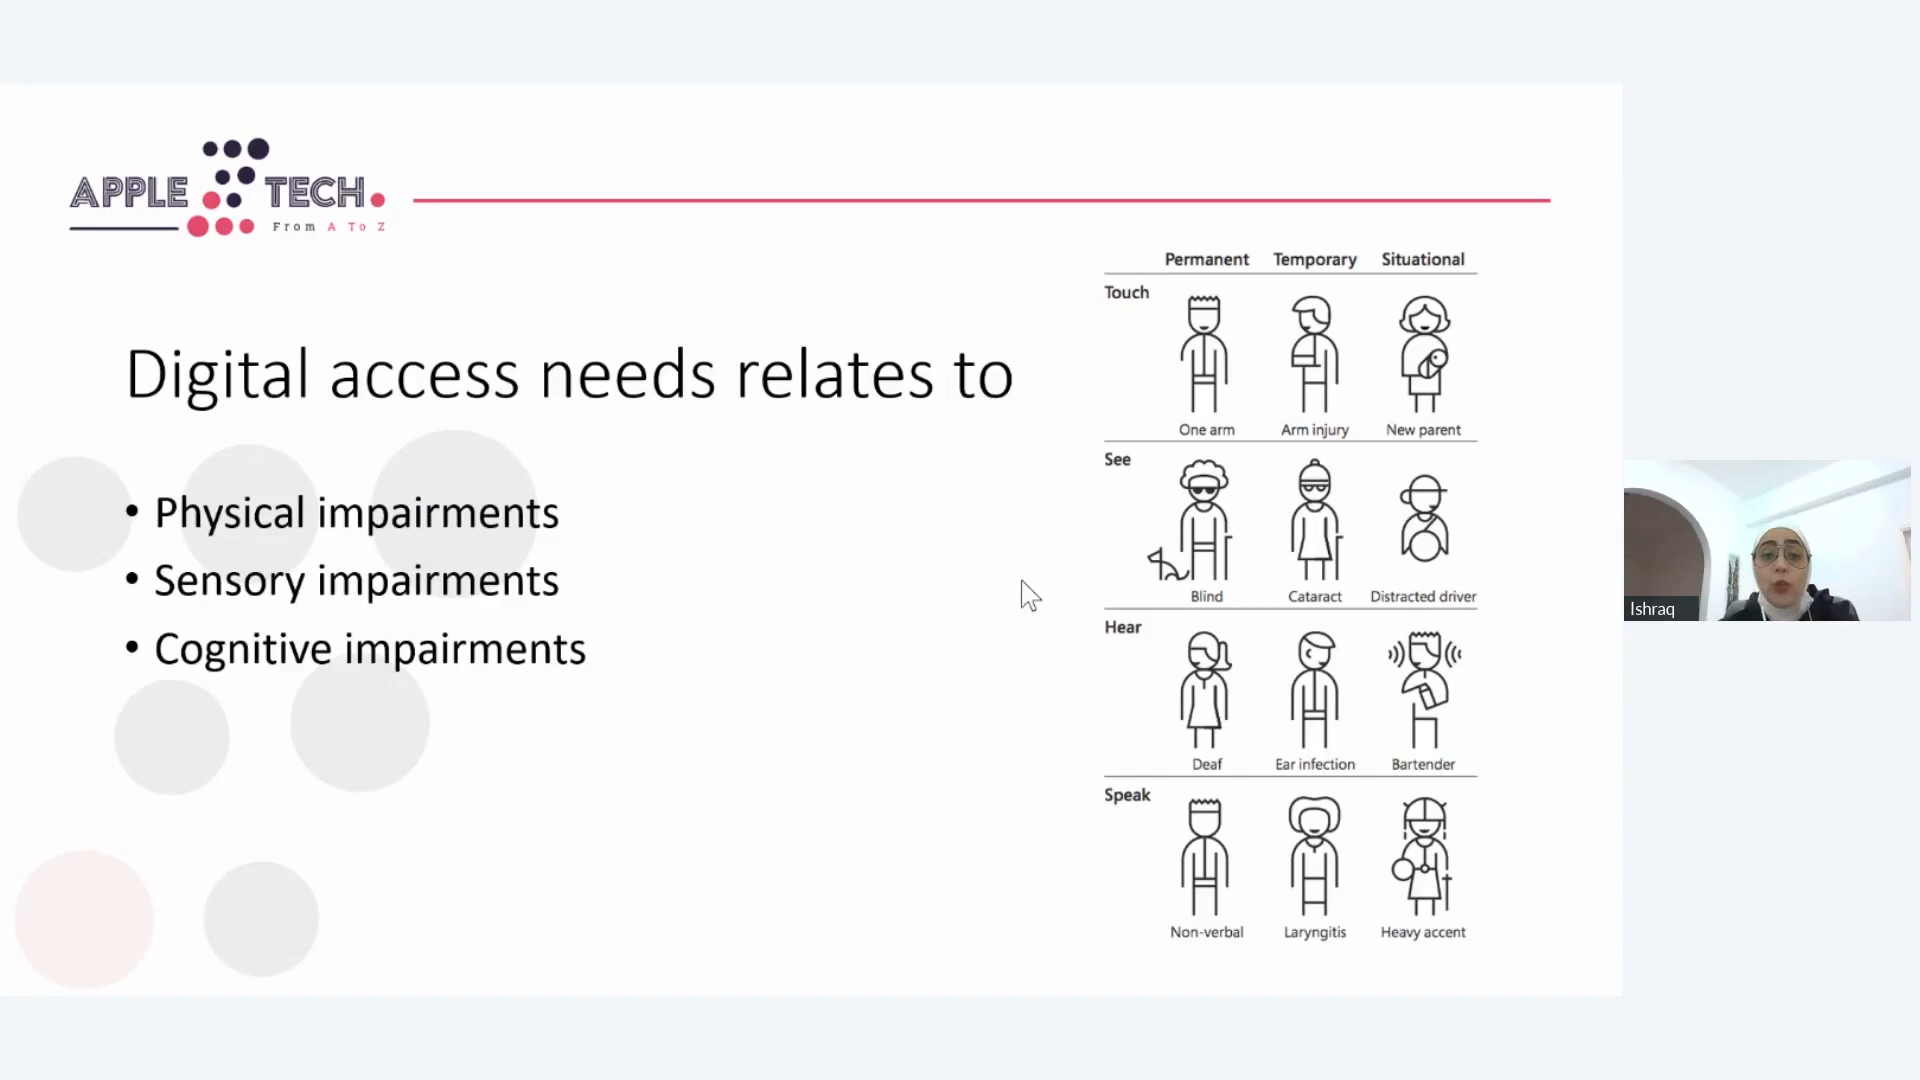 APPLE TECH.
From A To Z
Digital access needs relates to
• Physical impairments
• Sensory impairments
• Cognitive impairments
Permanent Temporary Situational
Touch
One arm Arm injury New parent
See
Blind Cataract Distracted driver
Hear
Deaf Ear infection Bartender
Speak
Non-verbal Laryngitis Heavy accent
Ishraq